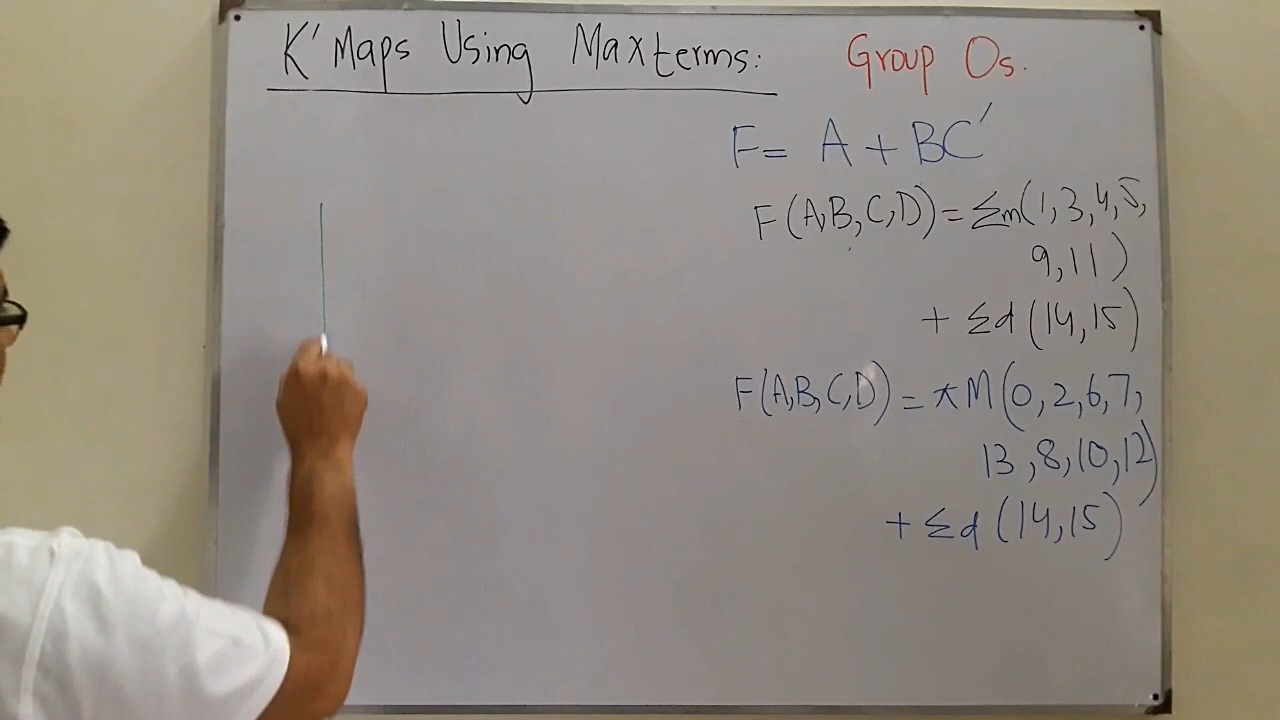 K' Maps Using Maxterms: Group 0s.
F = A + BC'
F(A,B,C,D) = Σm(1,3,4,5,
9,11)
+ Σd(14,15)
F(A,B,C,D) = πM(0,2,6,7,
13,8,10,12)
+ Σd(14,15)